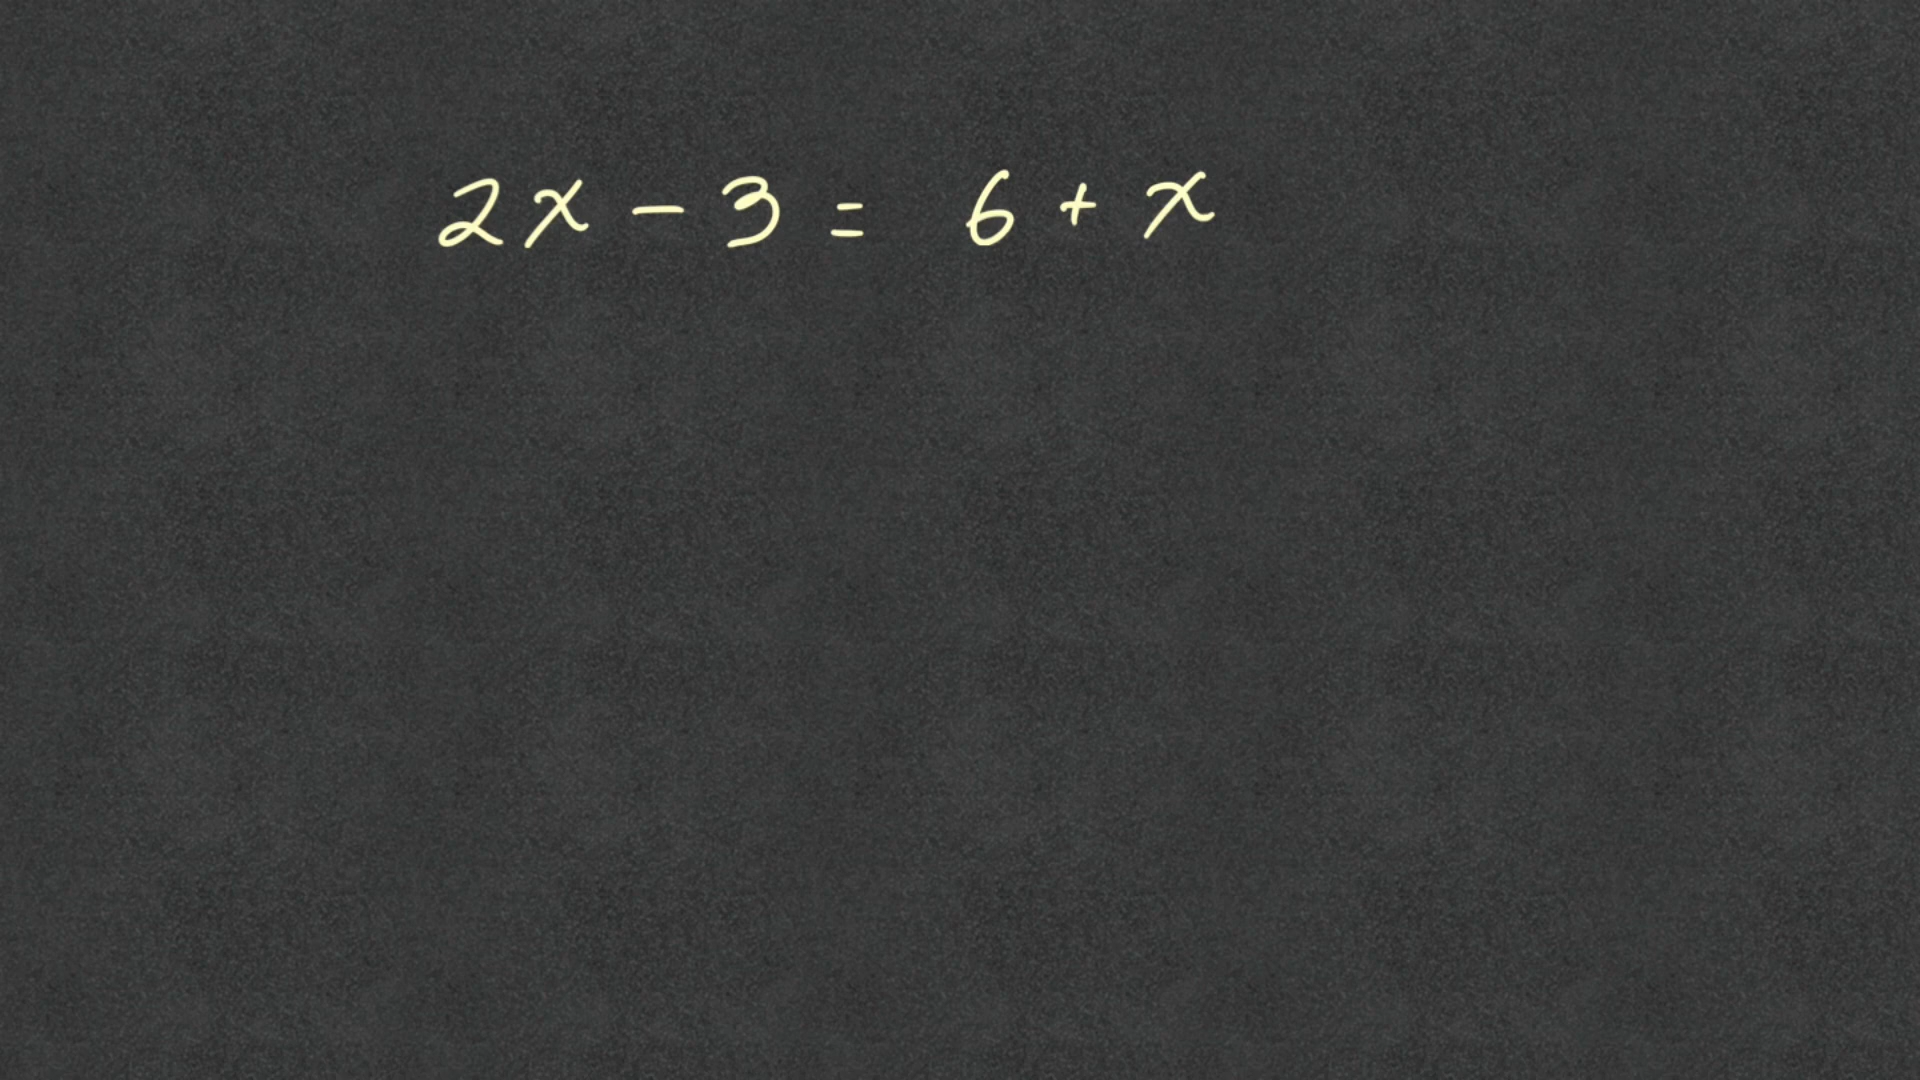 2x - 3 = 6 + x